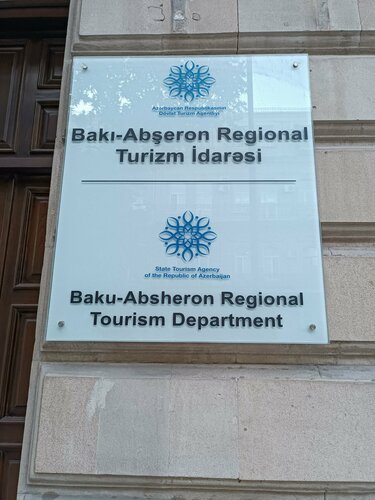 Azərbaycan Respublikasının
Dövlət Turizm Agentliyi
Bakı-Abşeron Regional
Turizm İdarəsi
State Tourism Agency
of the Republic of Azerbaijan
Baku-Absheron Regional
Tourism Department